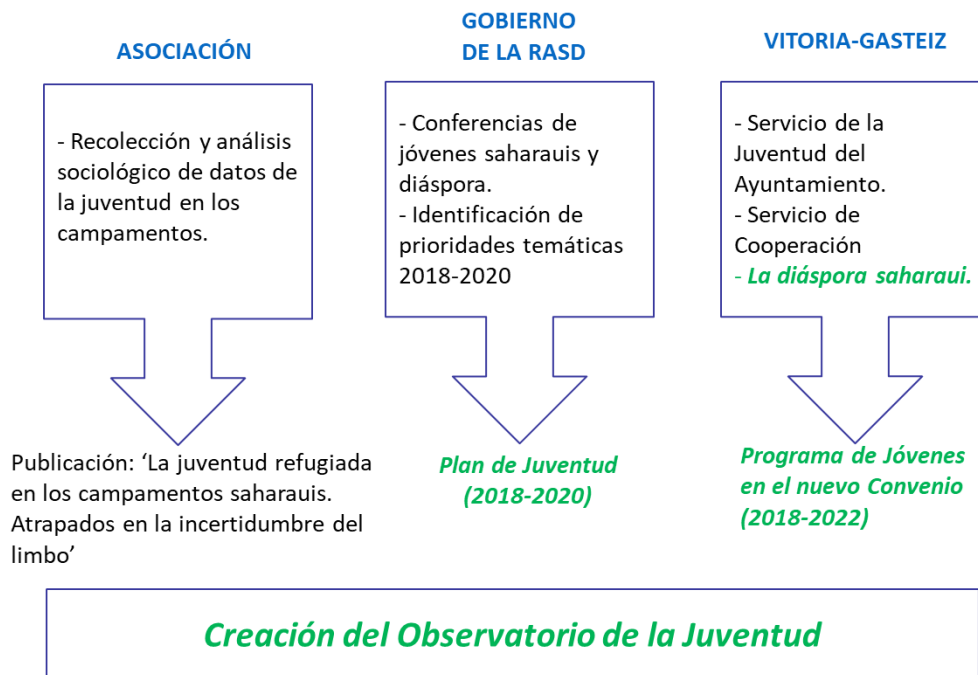 ASOCIACIÓN
- Recolección y análisis
sociológico de datos de
la juventud en los
campamentos.
Publicación: ‘La juventud refugiada
en los campamentos saharauis.
Atrapados en la incertidumbre del
limbo’
GOBIERNO
DE LA RASD
- Conferencias de
jóvenes saharauis y
diáspora.
- Identificación de
prioridades temáticas
2018-2020
Plan de Juventud
(2018-2020)
VITORIA-GASTEIZ
- Servicio de la
Juventud del
Ayuntamiento.
- Servicio de
Cooperación
- La diáspora saharaui.
Programa de Jóvenes
en el nuevo Convenio
(2018-2022)
Creación del Observatorio de la Juventud